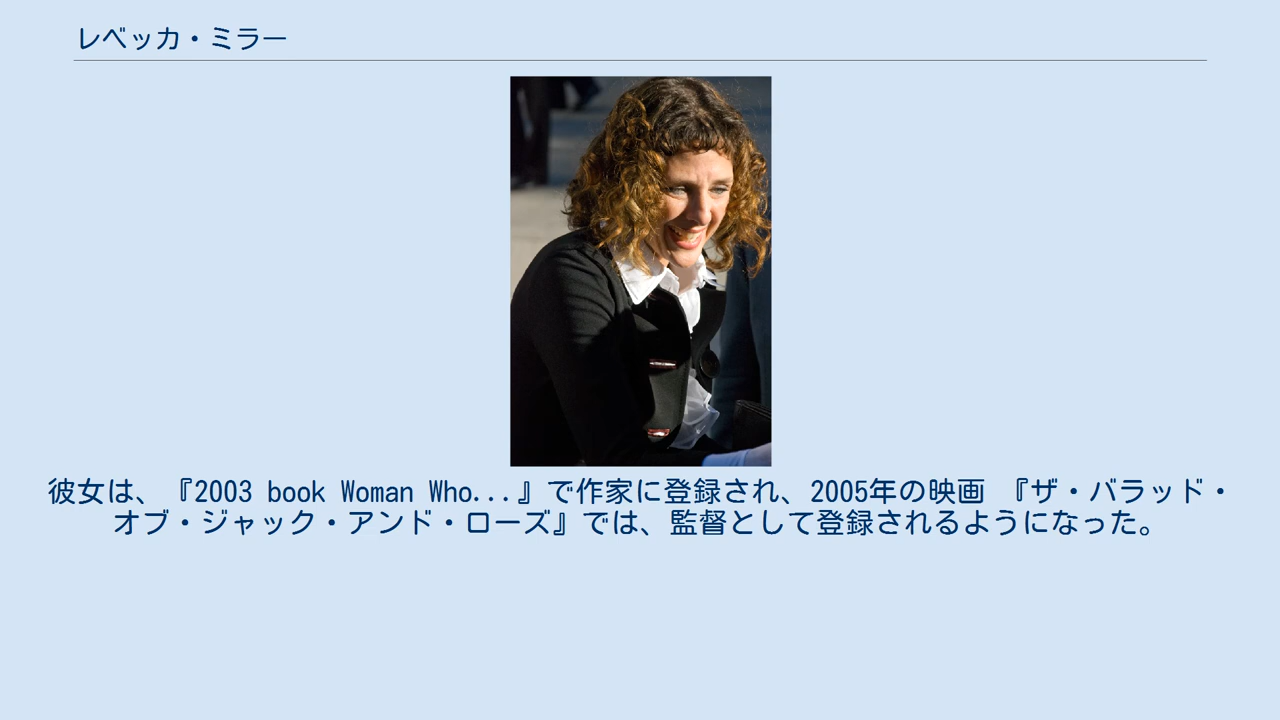 レベッカ・ミラー
彼女は、『2003 book Woman Who...』で作家に登録され、2005年の映画 『ザ・バラッド・
オブ・ジャック・アンド・ローズ』では、監督として登録されるようになった。